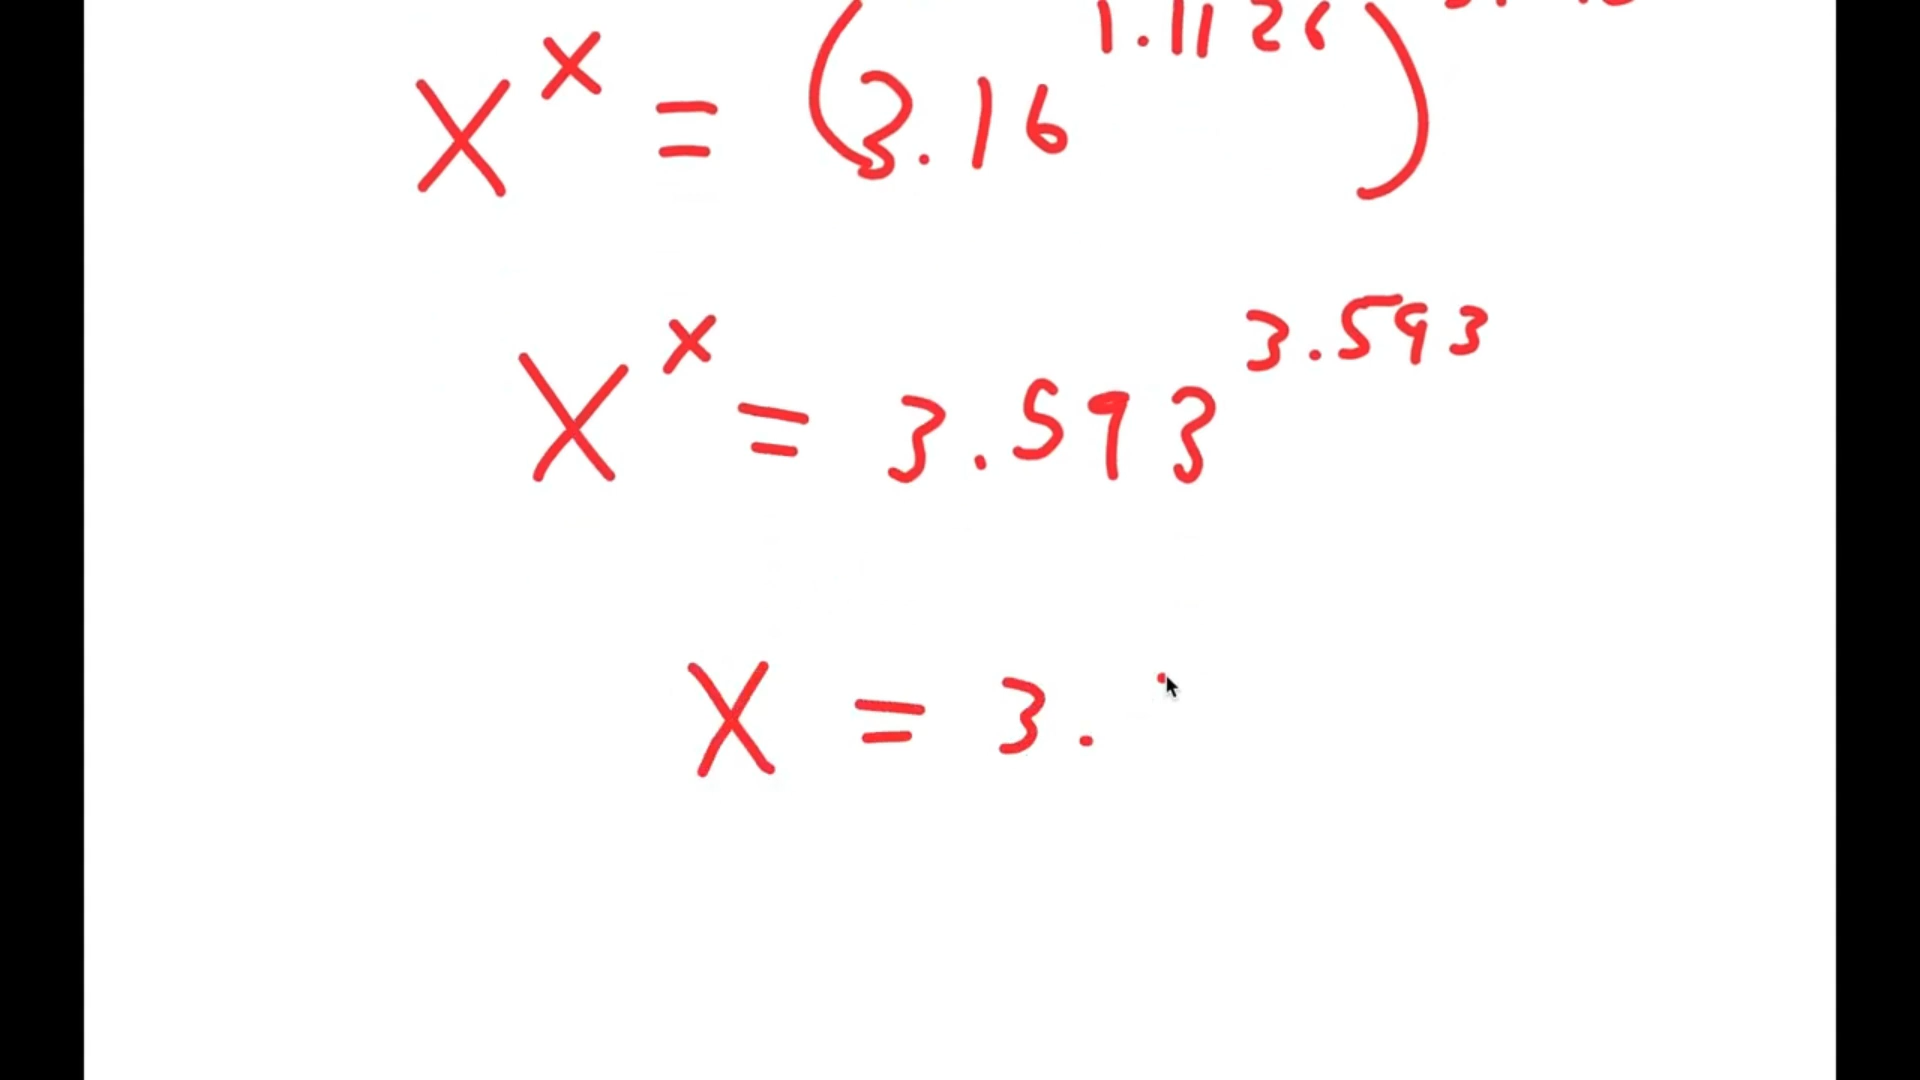 x^x = (3.16^1.1126)
x^x = 3.593^3.593
x = 3.